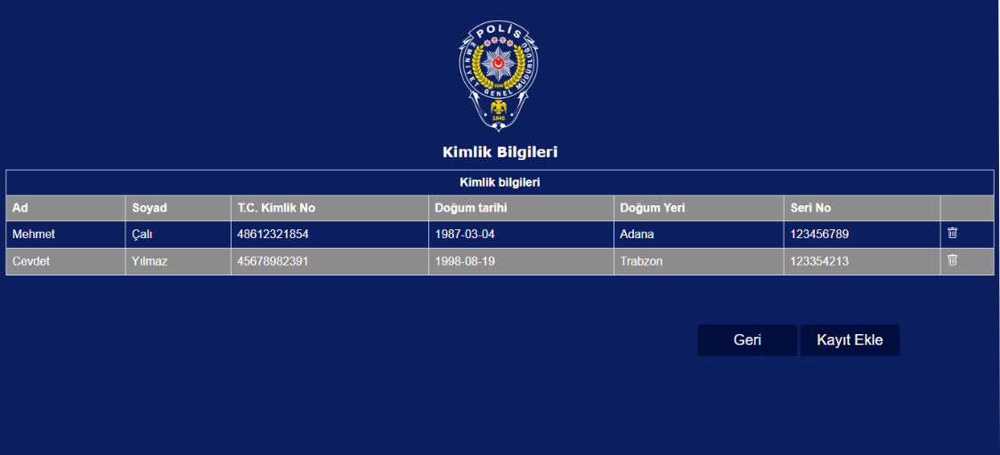 POLİS
EMNİYET GENEL MÜDÜRLÜĞÜ
EGM
1845
Kimlik Bilgileri
Kimlik bilgileri
Ad Soyad T.C. Kimlik No Doğum tarihi Doğum Yeri Seri No
Mehmet Çalı 48612321854 1987-03-04 Adana 123456789
Cevdet Yılmaz 45678982391 1998-08-19 Trabzon 123354213
Geri Kayıt Ekle